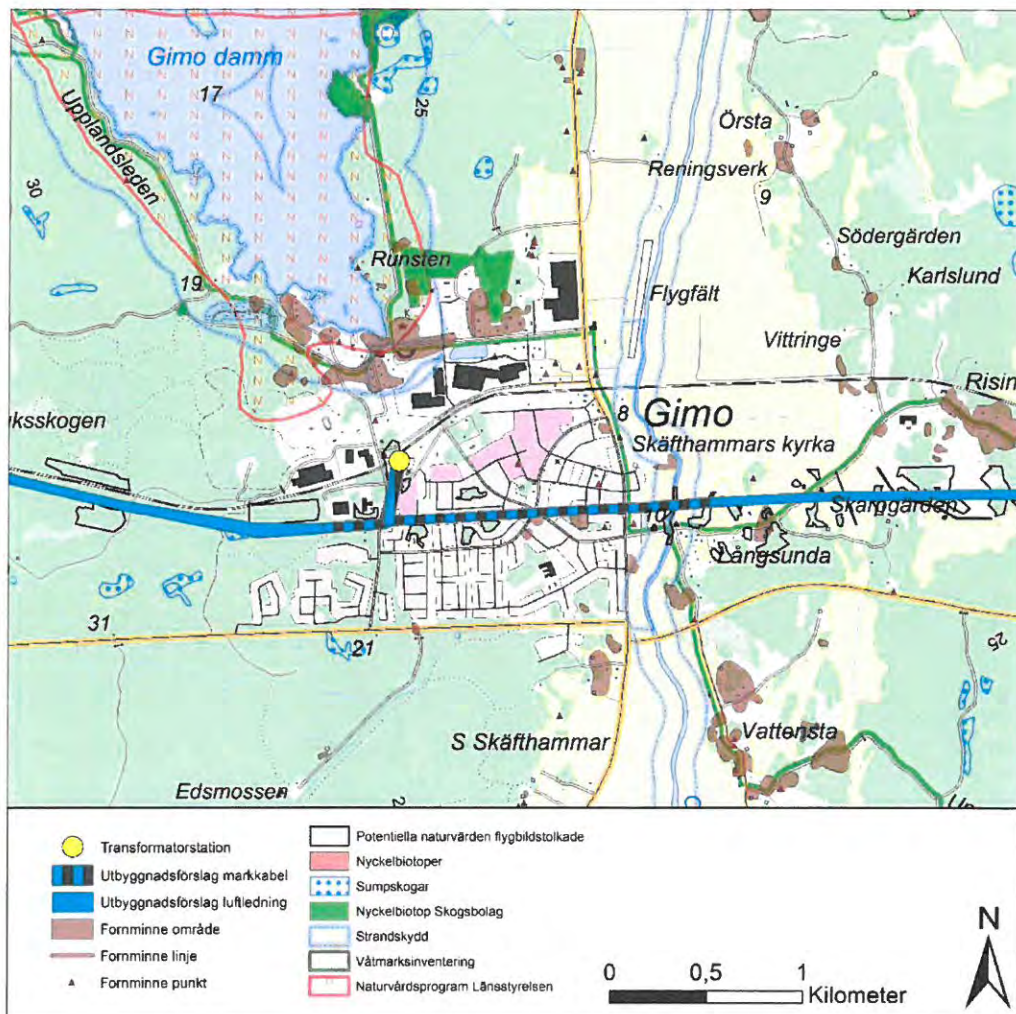 Gimo damm
17
25
Upplandsleden
30
Örsta
Reningsverk
9
Runsten
Södergärden
Karlslund
19
Flygfält
K
Vittringe
Risin
8
Gimo
uksskogen
Skäfthammars kyrka
10
Långsunda
31
21
25
S Skäfthammar
Vattensta
Edsmossen
2
Transformatorstation
Utbyggnadsförslag markkabel
Utbyggnadsförslag luftledning
Fornminne område
Fornminne linje
Fornminne punkt
Potentiella naturvärden flygbildstolkade
Nyckelbiotoper
Sumpskogar
Nyckelbiotop Skogsbolag
Strandskydd
Våtmarksinventering
Naturvårdsprogram Länsstyrelsen
N
0 0,5 1
Kilometer